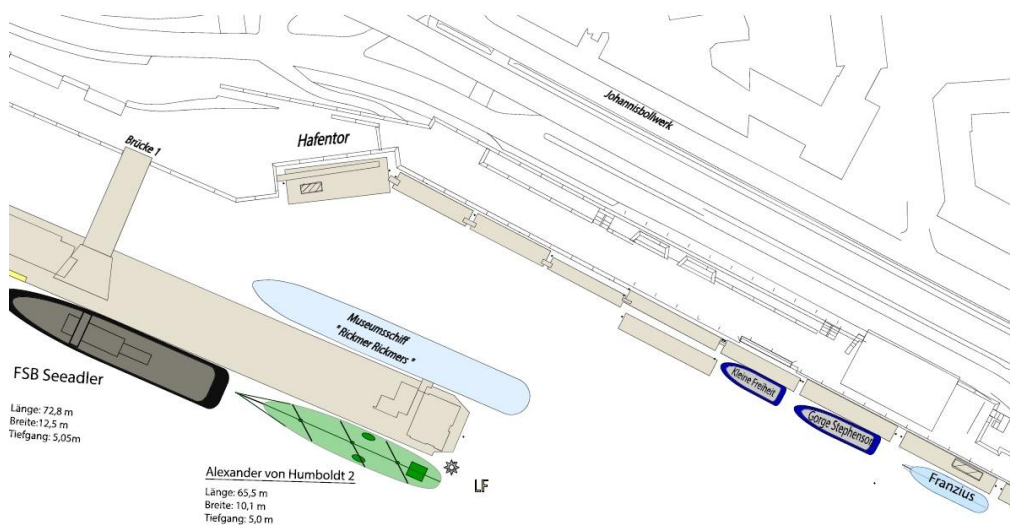 Johannisbollwerk
Hafentor
Brücke 1
Museumsschiff
" Rickmer Rickmers "
Kleine Freiheit
Gorge Stephenson
Franzius
FSB Seeadler
Länge: 72,8 m
Breite:12,5 m
Tiefgang: 5,05m
Alexander von Humboldt 2
Länge: 65,5 m
Breite: 10,1 m
Tiefgang: 5,0 m
LF